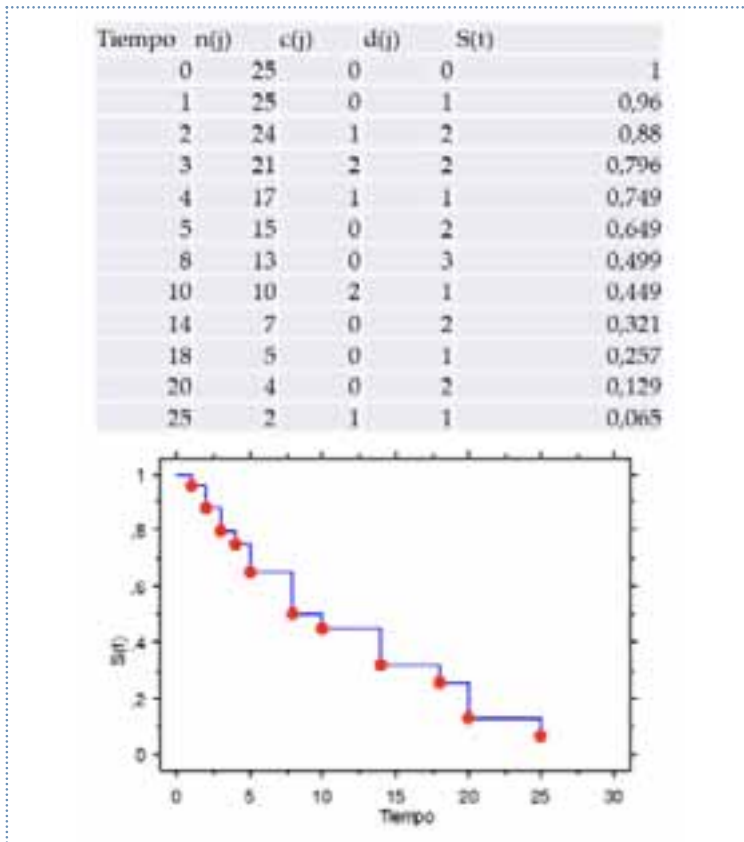 Tiempo n(j) c(j) d(j) S(t)
0 25 0 0 1
1 25 0 1 0,96
2 24 1 2 0,88
3 21 2 2 0,796
4 17 1 1 0,749
5 15 0 2 0,649
8 13 0 3 0,499
10 10 2 1 0,449
14 7 0 2 0,321
18 5 0 1 0,257
20 4 0 2 0,129
25 2 1 1 0,065
1
,8
,6
,4
,2
0
S(t)
0 5 10 15 20 25 30
Tiempo